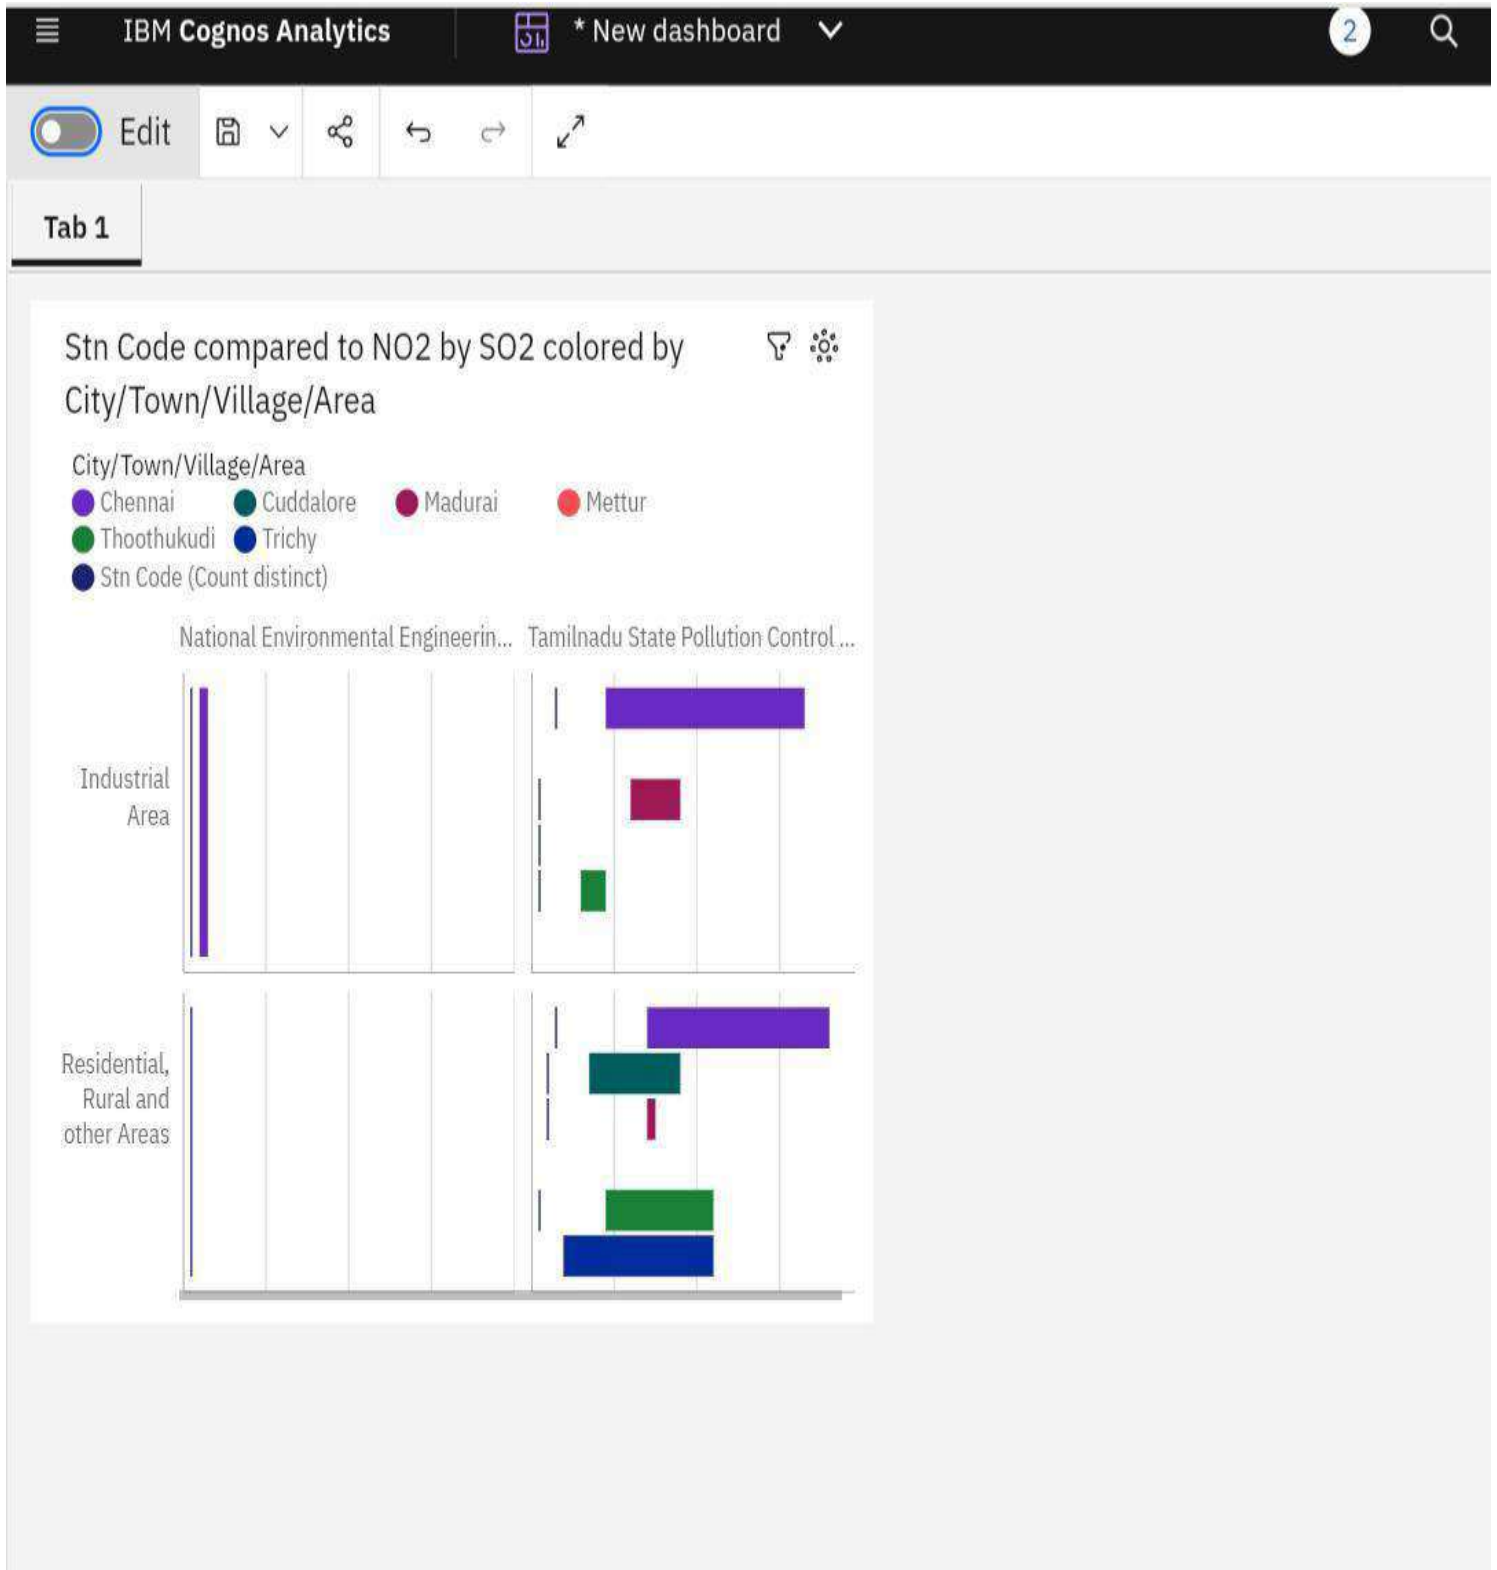 IBM Cognos Analytics
* New dashboard
2
Edit
Tab 1
Stn Code compared to NO2 by SO2 colored by
City/Town/Village/Area
City/Town/Village/Area
Chennai Cuddalore Madurai Mettur
Thoothukudi Trichy
Stn Code (Count distinct)
National Environmental Engineerin... Tamilnadu State Pollution Control ...
Industrial
Area
Residential,
Rural and
other Areas